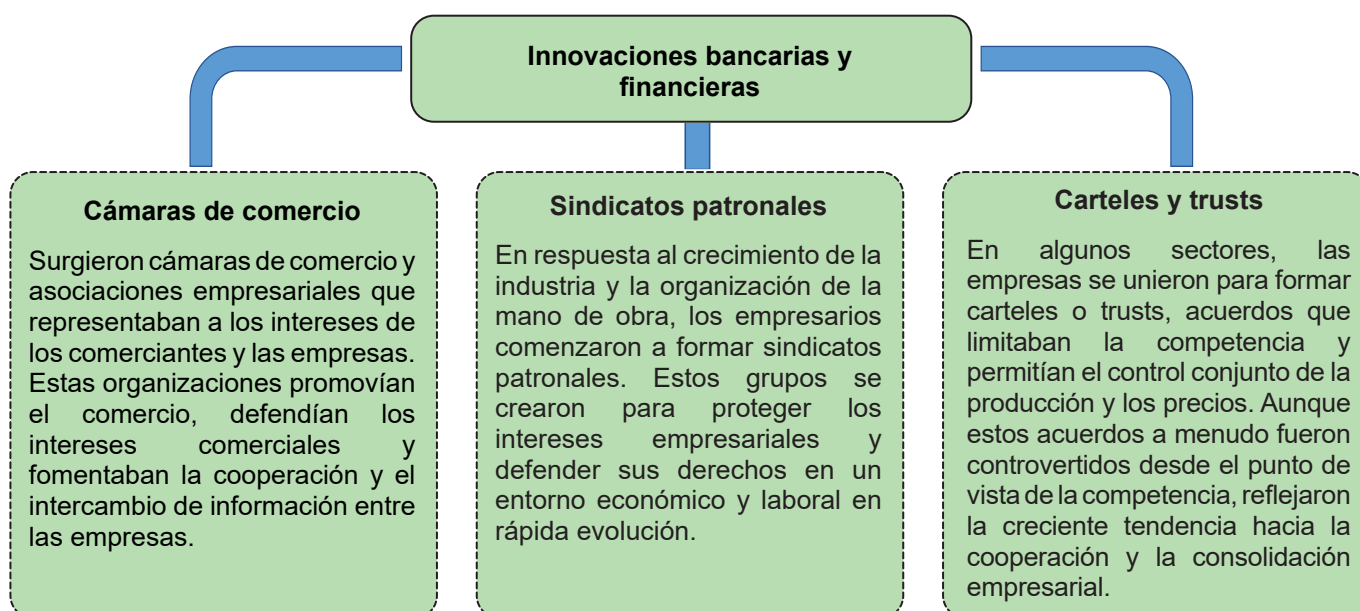 Innovaciones bancarias y
financieras
Cámaras de comercio
Surgieron cámaras de comercio y
asociaciones empresariales que
representaban a los intereses de
los comerciantes y las empresas.
Estas organizaciones promovían
el comercio, defendían los
intereses comerciales y
fomentaban la cooperación y el
intercambio de información entre
las empresas.
Sindicatos patronales
En respuesta al crecimiento de la
industria y la organización de la
mano de obra, los empresarios
comenzaron a formar sindicatos
patronales. Estos grupos se
crearon para proteger los
intereses empresariales y
defender sus derechos en un
entorno económico y laboral en
rápida evolución.
Carteles y trusts
En algunos sectores, las
empresas se unieron para formar
carteles o trusts, acuerdos que
limitaban la competencia y
permitían el control conjunto de la
producción y los precios. Aunque
estos acuerdos a menudo fueron
controvertidos desde el punto de
vista de la competencia, reflejaron
la creciente tendencia hacia la
cooperación y la consolidación
empresarial.